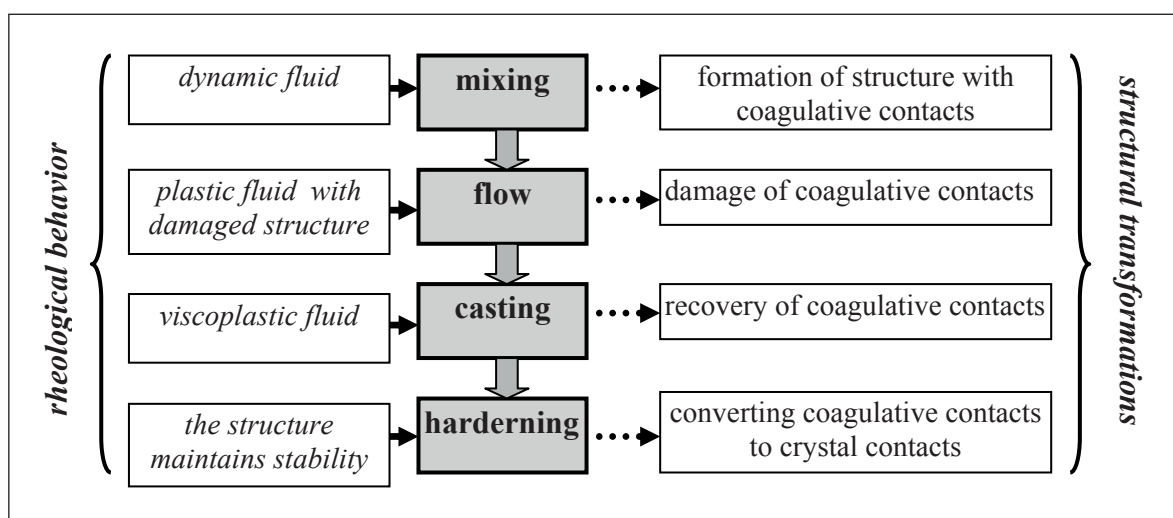 rheological behavior
dynamic fluid
mixing
formation of structure with
coagulative contacts
plastic fluid with
damaged structure
flow
damage of coagulative contacts
viscoplastic fluid
casting
recovery of coagulative contacts
the structure
maintains stability
harderning
converting coagulative contacts
to crystal contacts
structural transformations